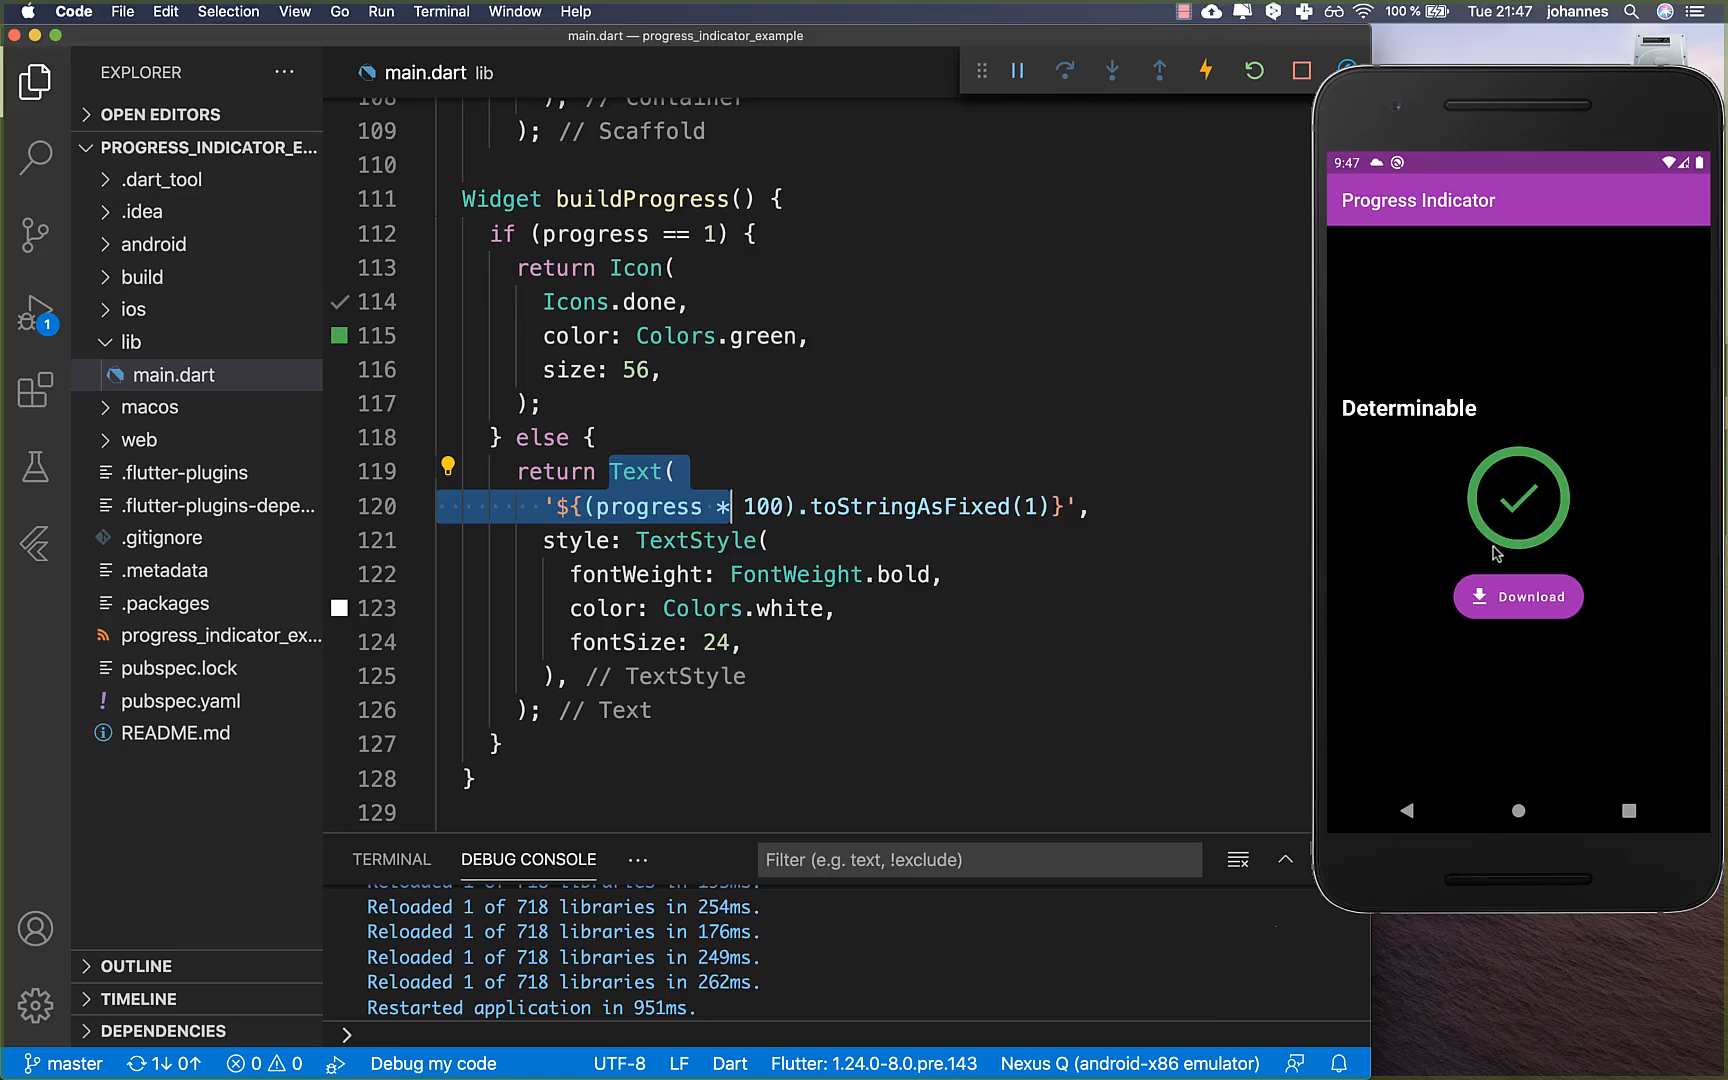 Code File Edit Selection View Go Run Terminal Window Help 100 % Tue 21:47 johannes
main.dart — progress_indicator_example
EXPLORER
OPEN EDITORS
PROGRESS_INDICATOR_E...
.dart_tool
.idea
android
build
ios
lib
main.dart
macos
web
.flutter-plugins
.flutter-plugins-depe...
.gitignore
.metadata
.packages
progress_indicator_ex...
pubspec.lock
pubspec.yaml
README.md
OUTLINE
TIMELINE
DEPENDENCIES
1
main.dart lib
108 ), // Container
109 ); // Scaffold
110
111 Widget buildProgress() {
112 if (progress == 1) {
113 return Icon(
114 Icons.done,
115 color: Colors.green,
116 size: 56,
117 );
118 } else {
119 return Text(
120 '${(progress * 100).toStringAsFixed(1)}',
121 style: TextStyle(
122 fontWeight: FontWeight.bold,
123 color: Colors.white,
124 fontSize: 24,
125 ), // TextStyle
126 ); // Text
127 }
128 }
129
TERMINAL DEBUG CONSOLE Filter (e.g. text, !exclude)
Reloaded 1 of 718 libraries in 254ms.
Reloaded 1 of 718 libraries in 176ms.
Reloaded 1 of 718 libraries in 249ms.
Reloaded 1 of 718 libraries in 262ms.
Restarted application in 951ms.
9:47
Progress Indicator
Determinable
Download
master 1↓ 0↑ 0 0 Debug my code UTF-8 LF Dart Flutter: 1.24.0-8.0.pre.143 Nexus Q (android-x86 emulator)